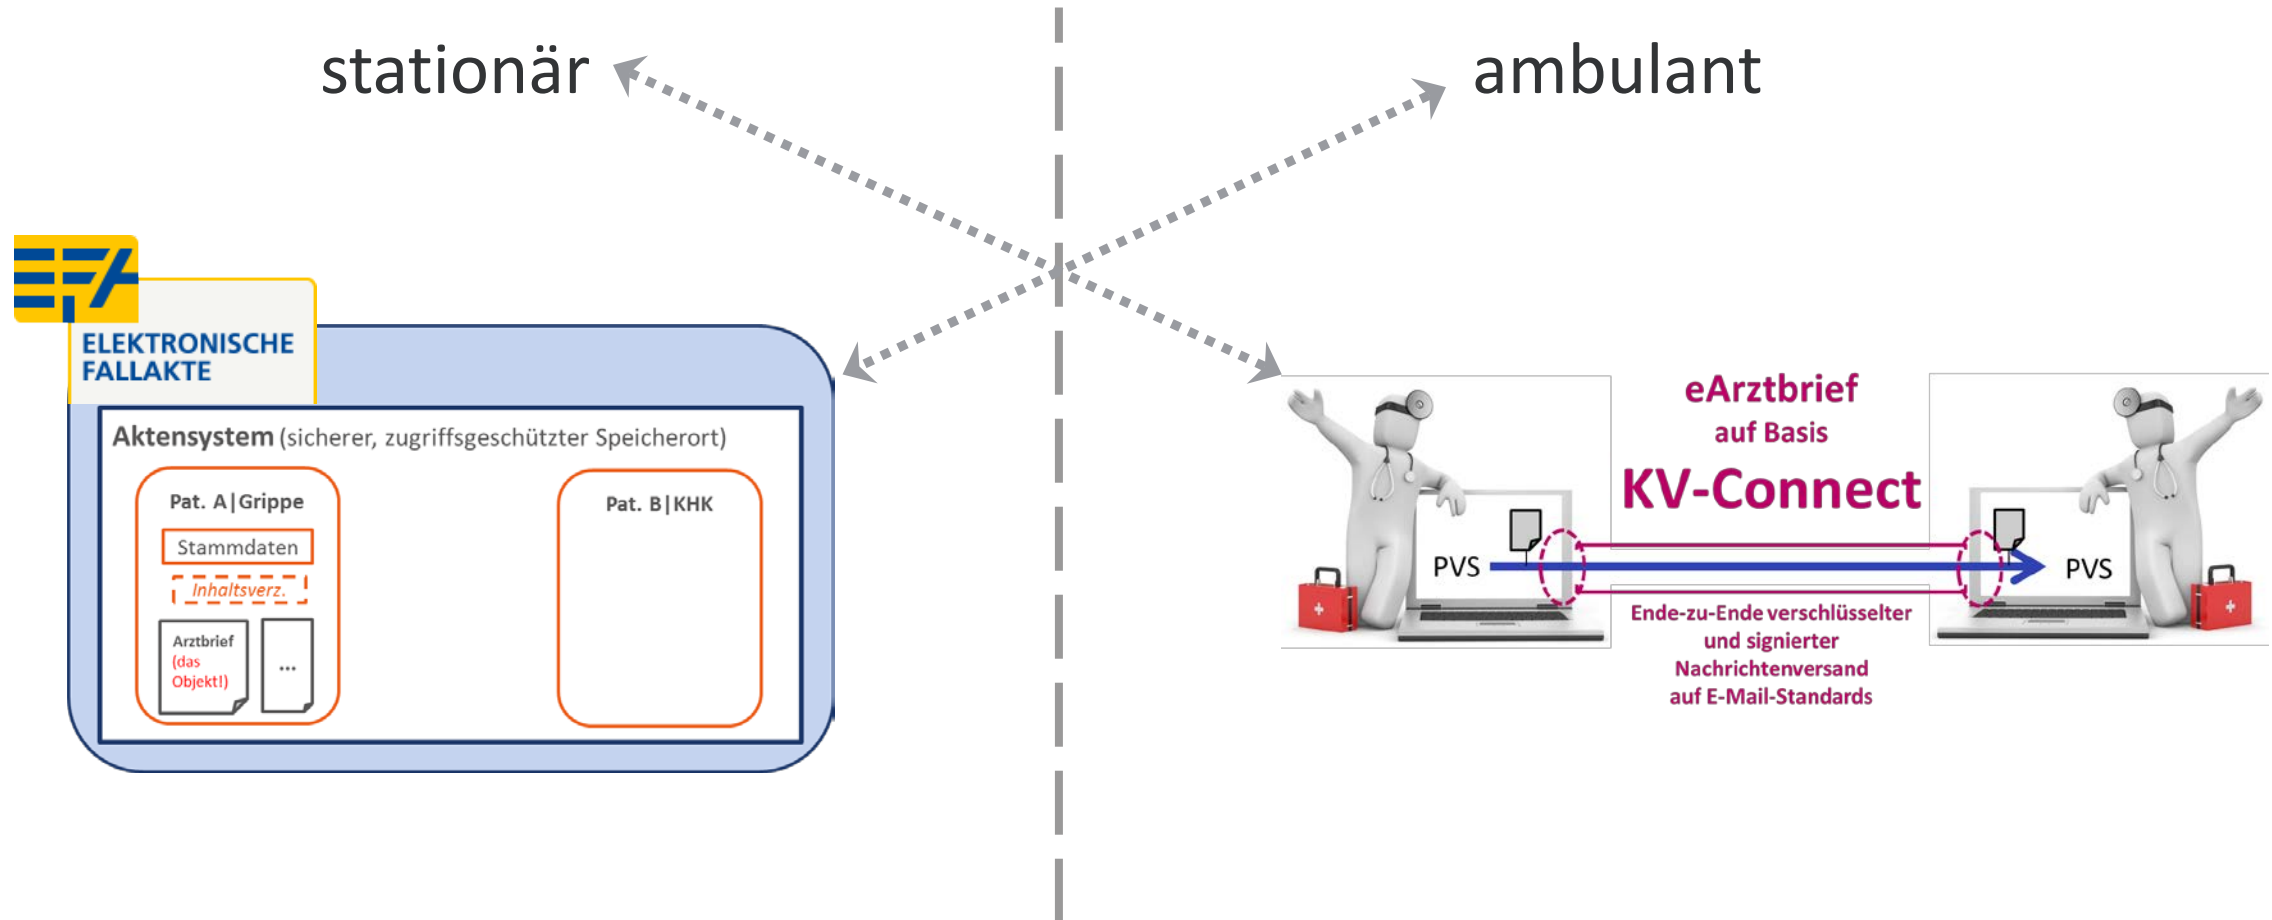 stationär
ambulant
EFA
ELEKTRONISCHE
FALLAKTE
Aktensystem (sicherer, zugriffsgeschützter Speicherort)
Pat. A|Grippe
Stammdaten
Inhaltsverz.
Arztbrief
(das
Objekt!)
...
Pat. B|KHK
eArztbrief
auf Basis
KV-Connect
PVS
PVS
Ende-zu-Ende verschlüsselter
und signierter
Nachrichtenversand
auf E-Mail-Standards